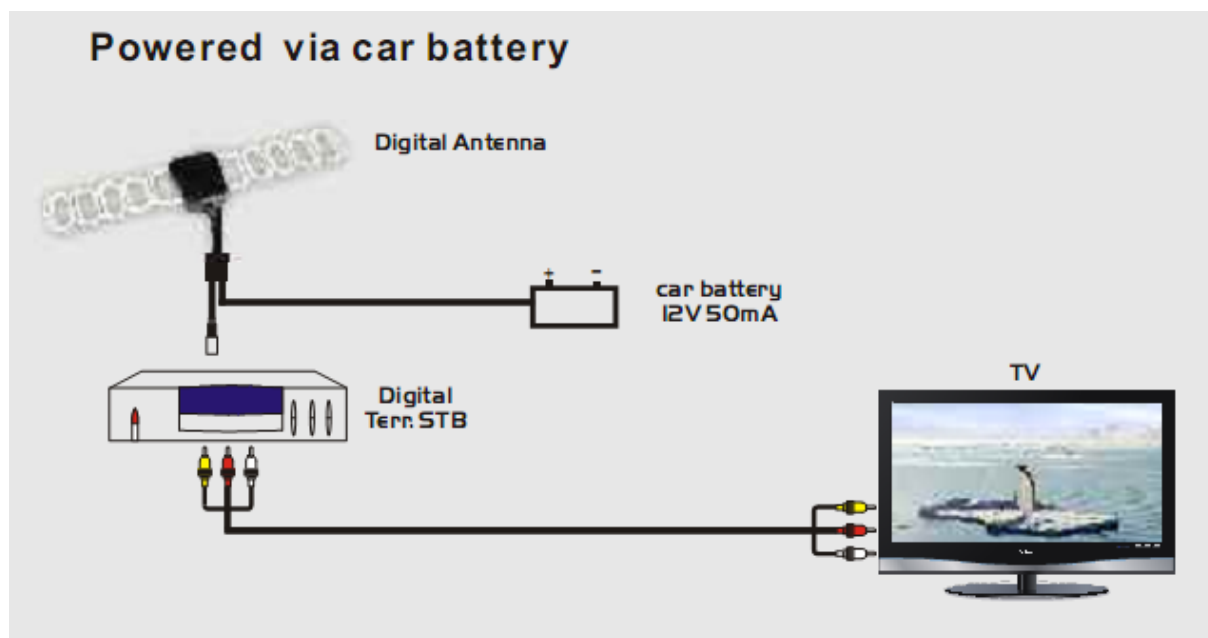 Powered via car battery
Digital Antenna
+ -
car battery
12V 50mA
Digital
Terr. STB
TV